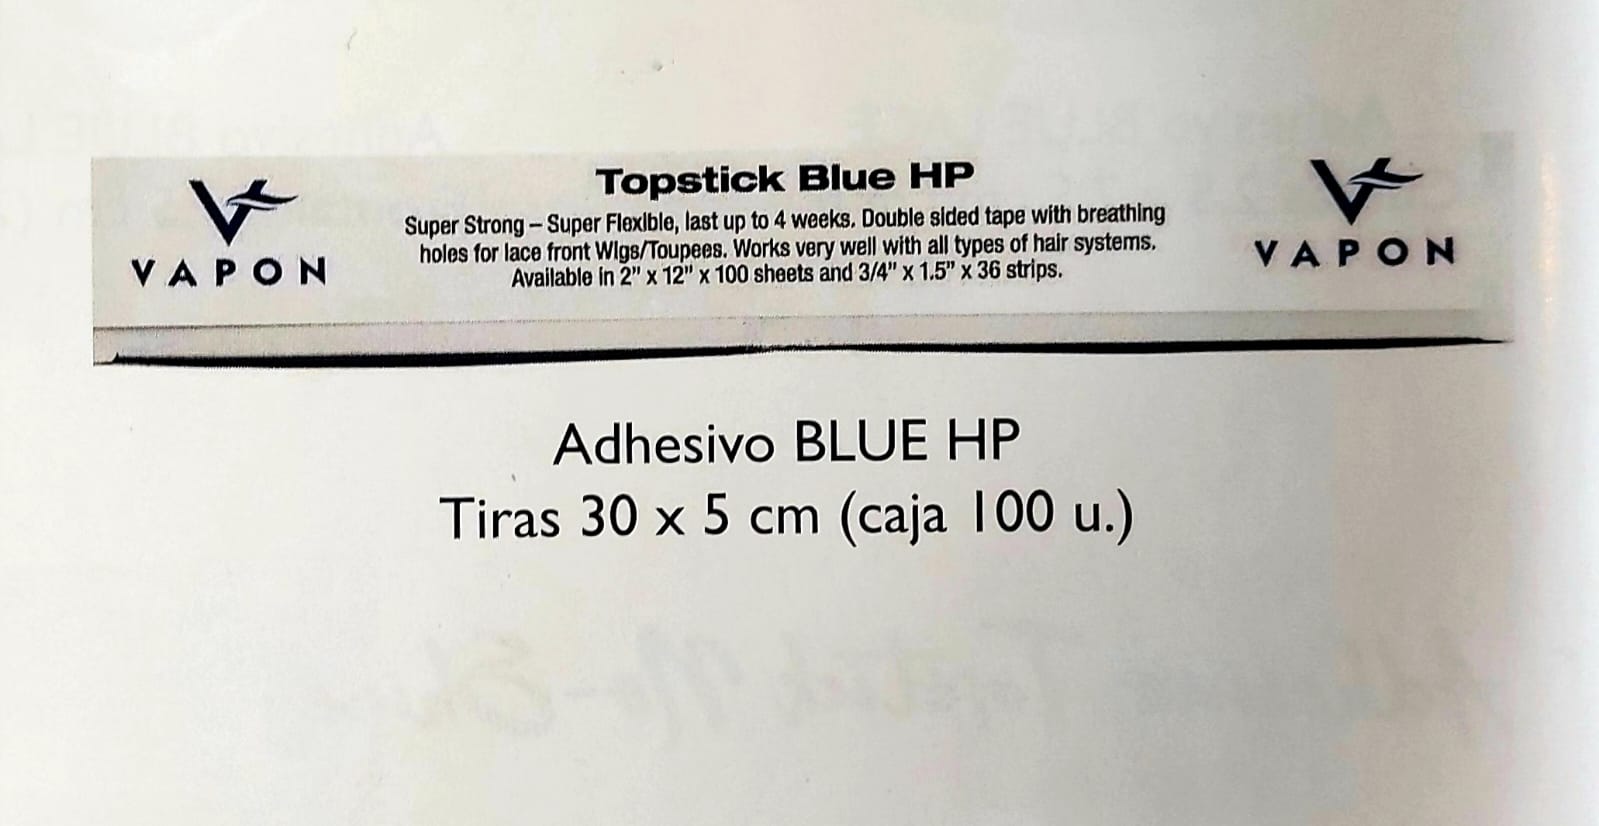 VAPON
Topstick Blue HP
Super Strong – Super Flexible, last up to 4 weeks. Double sided tape with breathing
holes for lace front Wigs/Toupees. Works very well with all types of hair systems.
Available in 2" x 12" x 100 sheets and 3/4" x 1.5" x 36 strips.
VAPON
Adhesivo BLUE HP
Tiras 30 x 5 cm (caja 100 u.)